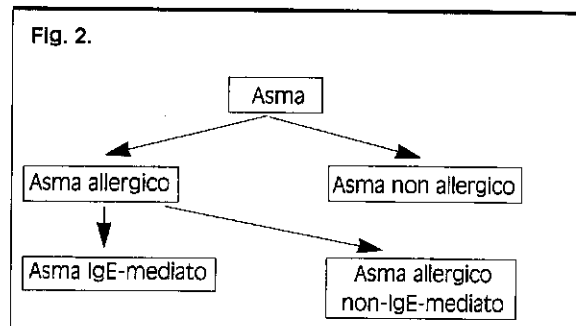 Fig. 2.
Asma
Asma allergico
Asma non allergico
Asma IgE-mediato
Asma allergico
non-IgE-mediato